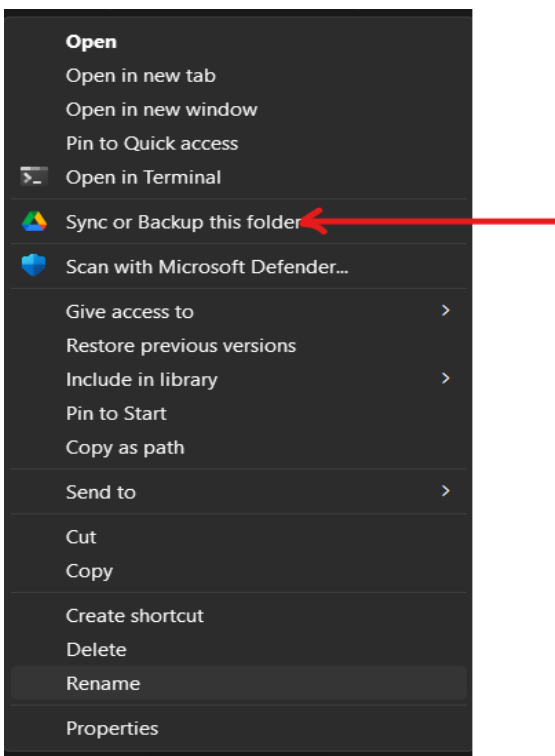 Open
Open in new tab
Open in new window
Pin to Quick access
Open in Terminal
Sync or Backup this folder
Scan with Microsoft Defender...
Give access to
Restore previous versions
Include in library
Pin to Start
Copy as path
Send to
Cut
Copy
Create shortcut
Delete
Rename
Properties